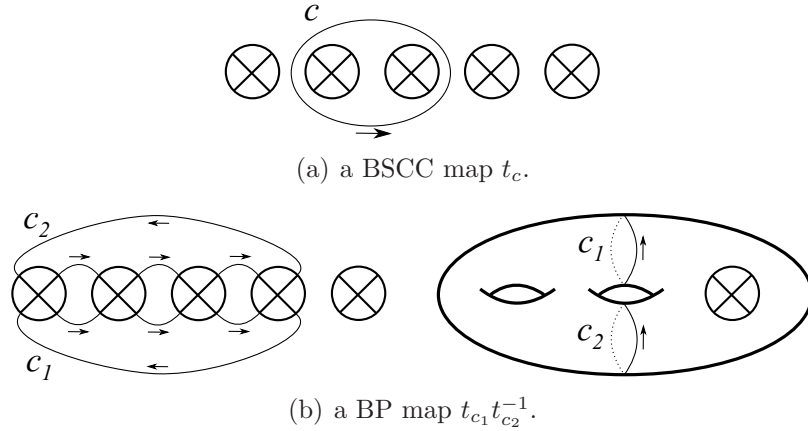 c
(a) a BSCC map $t_c$.
$c_2$
$c_1$
$c_1$
$c_2$
(b) a BP map $t_{c_1} t_{c_2}^{-1}$.